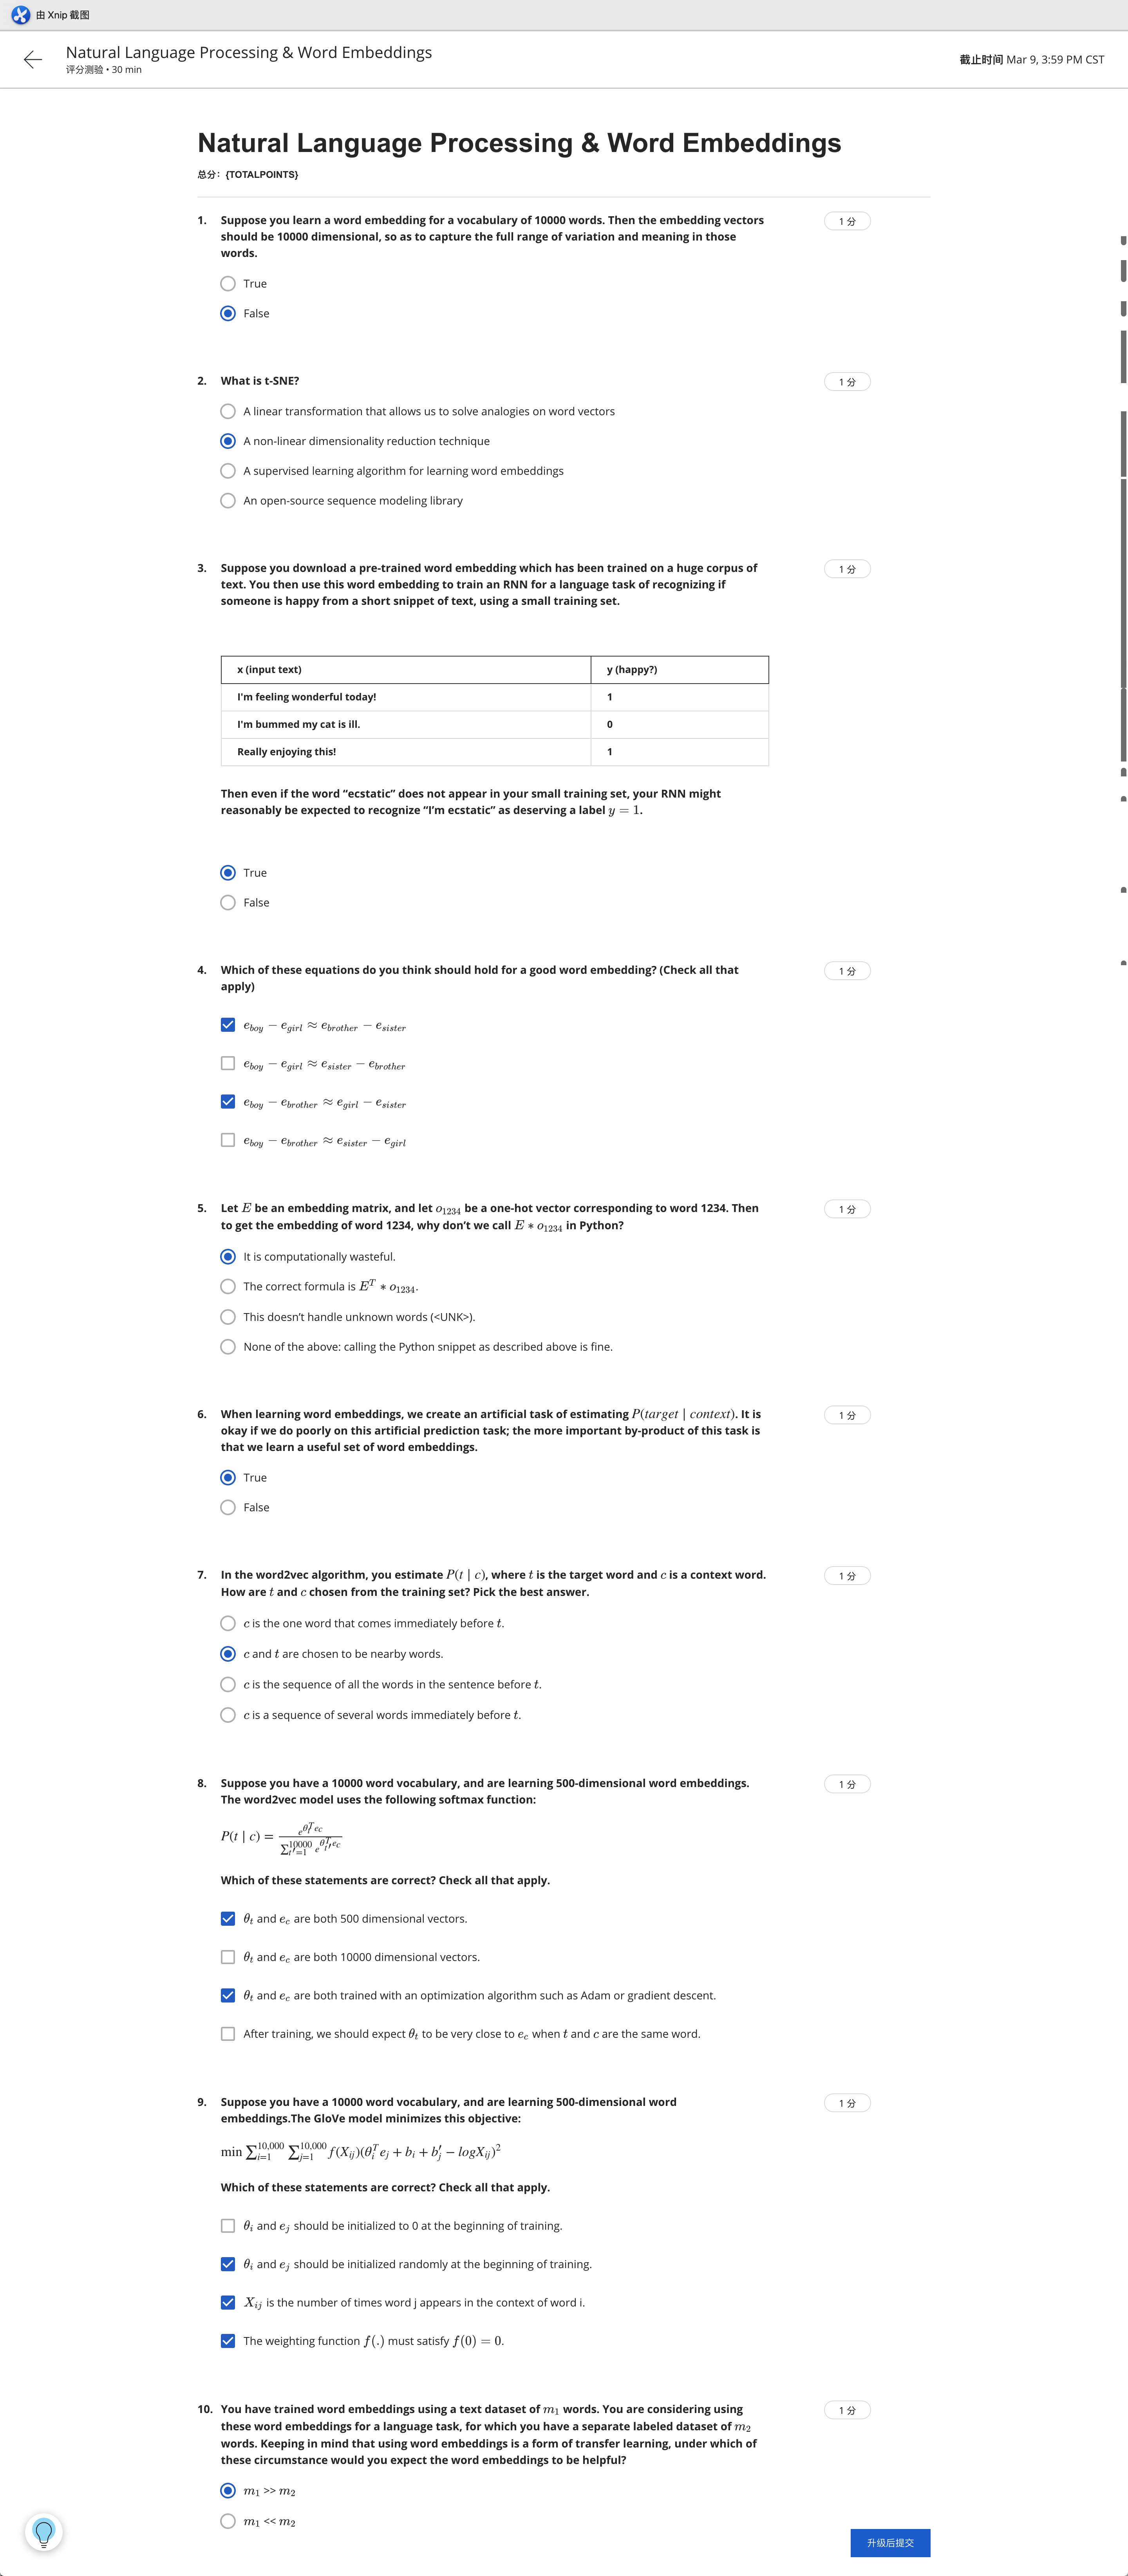 由 Xnip 截图
Natural Language Processing & Word Embeddings
评分测验 • 30 min
截止时间 Mar 9, 3:59 PM CST
Natural Language Processing & Word Embeddings
总分：{TOTALPOINTS}
1. Suppose you learn a word embedding for a vocabulary of 10000 words. Then the embedding vectors
should be 10000 dimensional, so as to capture the full range of variation and meaning in those
words.
1 分
True
False
2. What is t-SNE?
1 分
A linear transformation that allows us to solve analogies on word vectors
A non-linear dimensionality reduction technique
A supervised learning algorithm for learning word embeddings
An open-source sequence modeling library
3. Suppose you download a pre-trained word embedding which has been trained on a huge corpus of
text. You then use this word embedding to train an RNN for a language task of recognizing if
someone is happy from a short snippet of text, using a small training set.
1 分
x (input text) y (happy?)
I'm feeling wonderful today! 1
I'm bummed my cat is ill. 0
Really enjoying this! 1
Then even if the word “ecstatic” does not appear in your small training set, your RNN might
reasonably be expected to recognize “I’m ecstatic” as deserving a label $y = 1$.
True
False
4. Which of these equations do you think should hold for a good word embedding? (Check all that
apply)
1 分
$e_{boy} - e_{girl} \approx e_{brother} - e_{sister}$
$e_{boy} - e_{girl} \approx e_{sister} - e_{brother}$
$e_{boy} - e_{brother} \approx e_{girl} - e_{sister}$
$e_{boy} - e_{brother} \approx e_{sister} - e_{girl}$
5. Let $E$ be an embedding matrix, and let $o_{1234}$ be a one-hot vector corresponding to word 1234. Then
to get the embedding of word 1234, why don’t we call $E * o_{1234}$ in Python?
1 分
It is computationally wasteful.
The correct formula is $E^T * o_{1234}$.
This doesn’t handle unknown words (<UNK>).
None of the above: calling the Python snippet as described above is fine.
6. When learning word embeddings, we create an artificial task of estimating $P(target \mid context)$. It is
okay if we do poorly on this artificial prediction task; the more important by-product of this task is
that we learn a useful set of word embeddings.
1 分
True
False
7. In the word2vec algorithm, you estimate $P(t \mid c)$, where $t$ is the target word and $c$ is a context word.
How are $t$ and $c$ chosen from the training set? Pick the best answer.
1 分
$c$ is the one word that comes immediately before $t$.
$c$ and $t$ are chosen to be nearby words.
$c$ is the sequence of all the words in the sentence before $t$.
$c$ is a sequence of several words immediately before $t$.
8. Suppose you have a 10000 word vocabulary, and are learning 500-dimensional word embeddings.
The word2vec model uses the following softmax function:
1 分
$P(t \mid c) = \frac{e^{\theta_t^T e_c}}{\sum_{t'=1}^{10000} e^{\theta_{t'}^T e_c}}$
Which of these statements are correct? Check all that apply.
$\theta_t$ and $e_c$ are both 500 dimensional vectors.
$\theta_t$ and $e_c$ are both 10000 dimensional vectors.
$\theta_t$ and $e_c$ are both trained with an optimization algorithm such as Adam or gradient descent.
After training, we should expect $\theta_t$ to be very close to $e_c$ when $t$ and $c$ are the same word.
9. Suppose you have a 10000 word vocabulary, and are learning 500-dimensional word
embeddings.The GloVe model minimizes this objective:
1 分
$\min \sum_{i=1}^{10,000} \sum_{j=1}^{10,000} f(X_{ij})(\theta_i^T e_j + b_i + b_j' - logX_{ij})^2$
Which of these statements are correct? Check all that apply.
$\theta_i$ and $e_j$ should be initialized to 0 at the beginning of training.
$\theta_i$ and $e_j$ should be initialized randomly at the beginning of training.
$X_{ij}$ is the number of times word j appears in the context of word i.
The weighting function $f(.)$ must satisfy $f(0) = 0$.
10. You have trained word embeddings using a text dataset of $m_1$ words. You are considering using
these word embeddings for a language task, for which you have a separate labeled dataset of $m_2$
words. Keeping in mind that using word embeddings is a form of transfer learning, under which of
these circumstance would you expect the word embeddings to be helpful?
1 分
$m_1$ >> $m_2$
$m_1$ << $m_2$
升级后提交